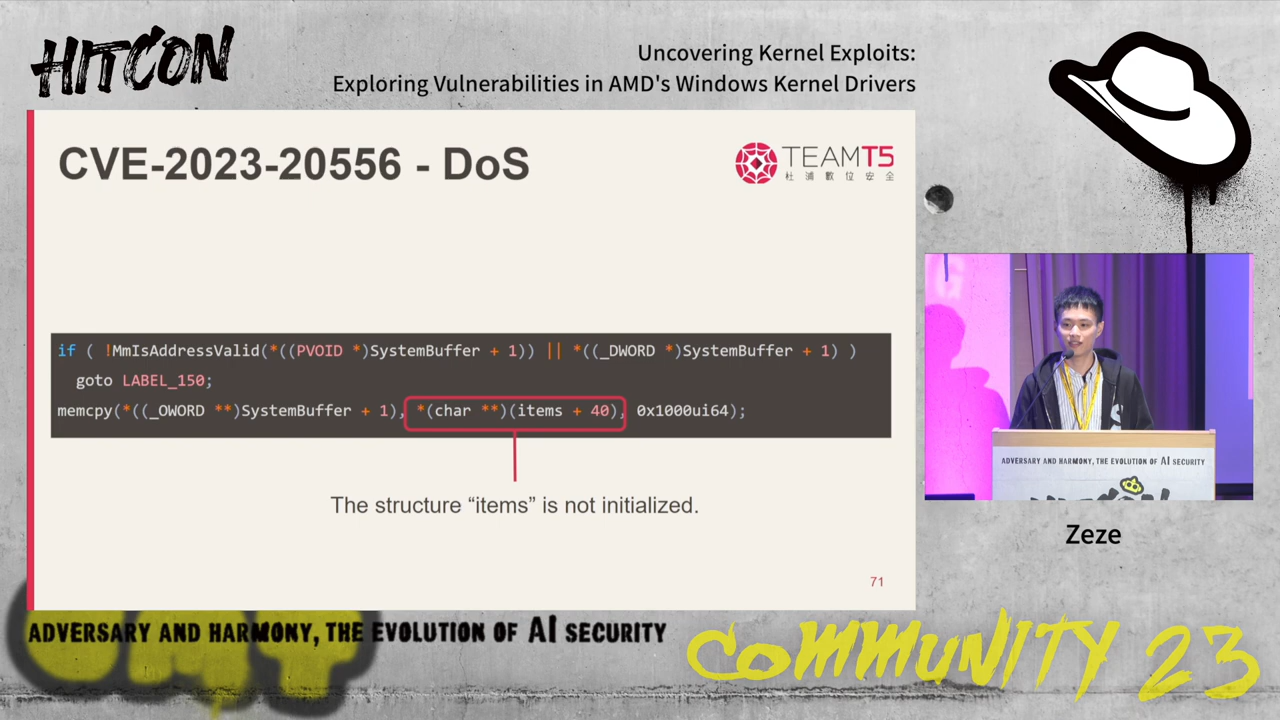 HITCON
Uncovering Kernel Exploits:
Exploring Vulnerabilities in AMD's Windows Kernel Drivers
CVE-2023-20556 - DoS
TEAMT5
杜浦數位安全
if ( !MmIsAddressValid(*((PVOID *)SystemBuffer + 1)) || *((_DWORD *)SystemBuffer + 1) )
goto LABEL_150;
memcpy(*((_OWORD **)SystemBuffer + 1), *(char **)(items + 40), 0x1000ui64);
The structure “items” is not initialized.
71
ADVERSARY AND HARMONY, THE EVOLUTION OF AI SECURITY
Zeze
ADVERSARY AND HARMONY, THE EVOLUTION OF AI SECURITY
COMMUNITY 23